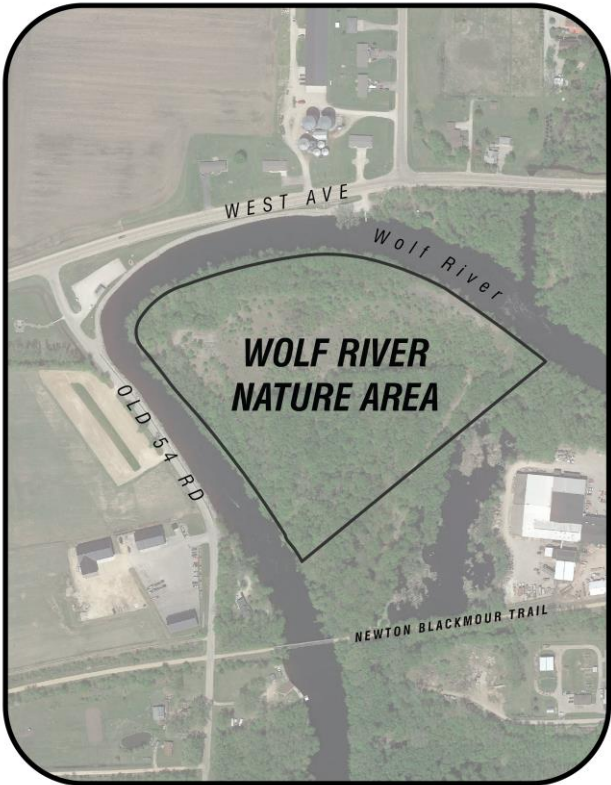 WEST AVE
Wolf River
WOLF RIVER
NATURE AREA
OLD 54 RD
NEWTON BLACKMOUR TRAIL